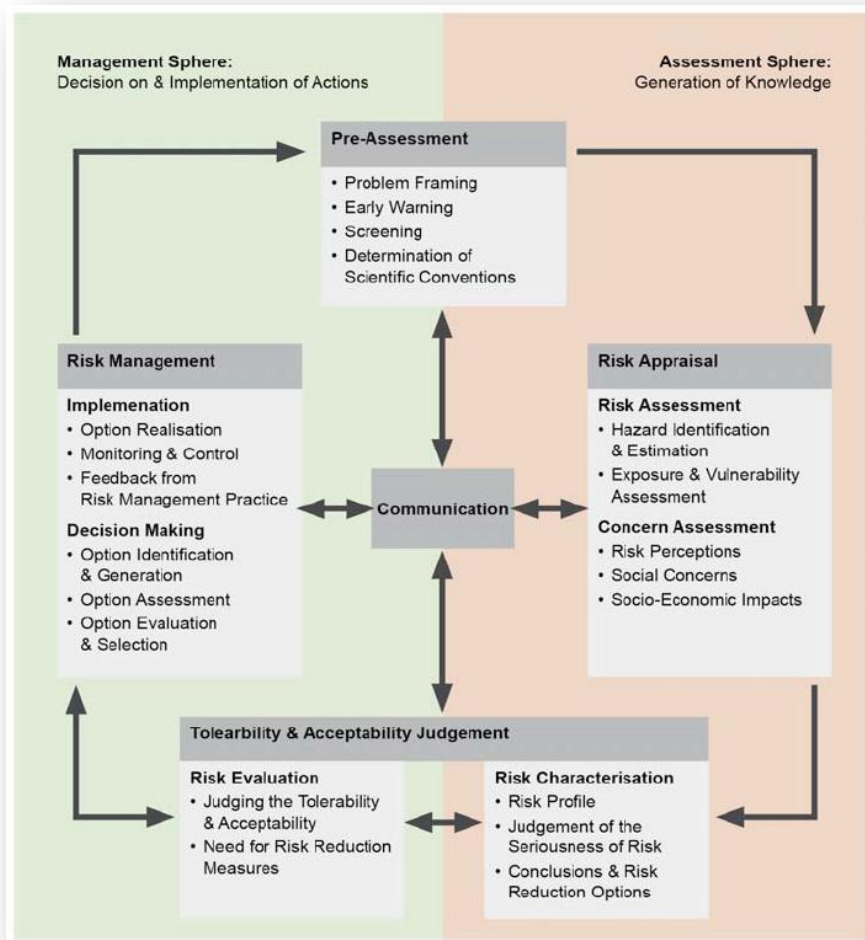 Management Sphere:
Decision on & Implementation of Actions
Assessment Sphere:
Generation of Knowledge
Pre-Assessment
• Problem Framing
• Early Warning
• Screening
• Determination of
Scientific Conventions
Risk Management
Implemenation
• Option Realisation
• Monitoring & Control
• Feedback from
Risk Management Practice
Decision Making
• Option Identification
& Generation
• Option Assessment
• Option Evaluation
& Selection
Communication
Risk Appraisal
Risk Assessment
• Hazard Identification
& Estimation
• Exposure & Vulnerability
Assessment
Concern Assessment
• Risk Perceptions
• Social Concerns
• Socio-Economic Impacts
Tolearbility & Acceptability Judgement
Risk Evaluation
• Judging the Tolerability
& Acceptability
• Need for Risk Reduction
Measures
Risk Characterisation
• Risk Profile
• Judgement of the
Seriousness of Risk
• Conclusions & Risk
Reduction Options